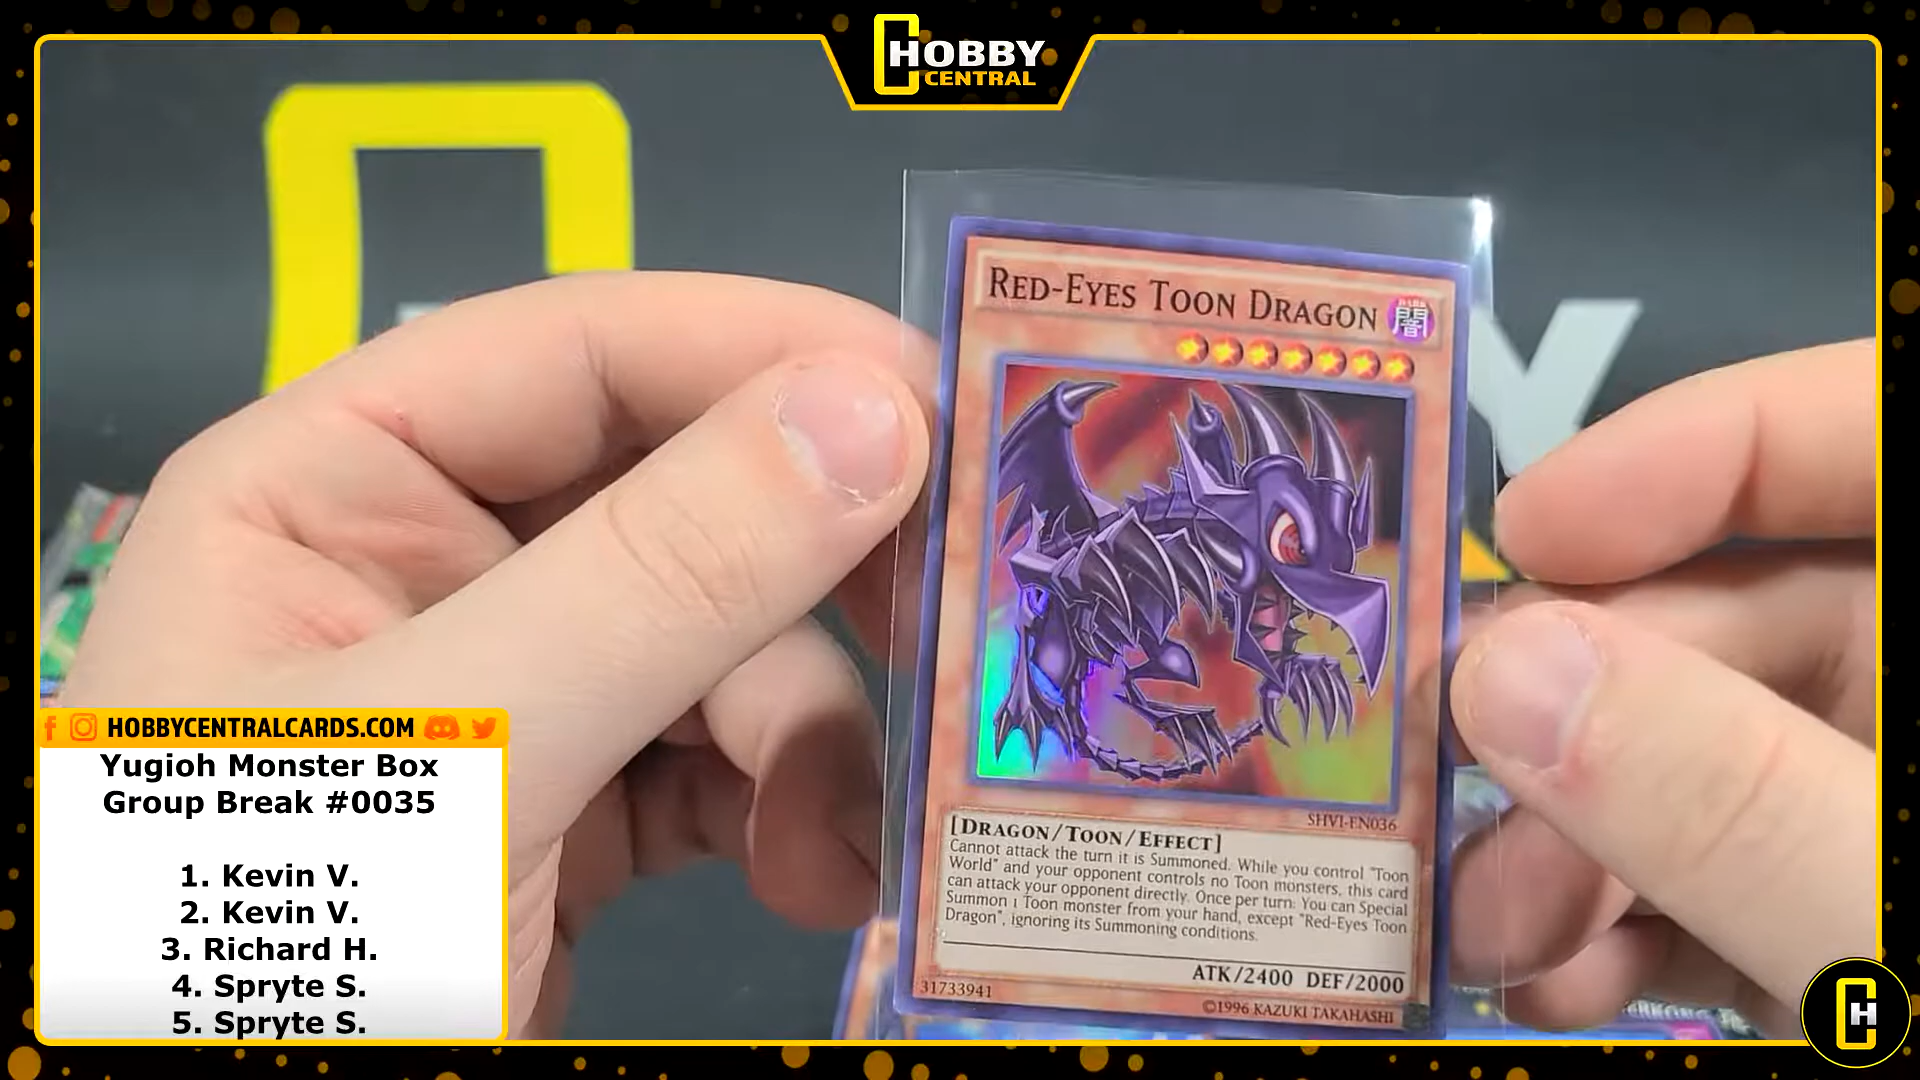 HOBBY
CENTRAL
RED-EYES TOON DRAGON
DARK
闇
[DRAGON/TOON/EFFECT]
SHVI-EN036
Cannot attack the turn it is Summoned. While you control "Toon
World" and your opponent controls no Toon monsters, this card
can attack your opponent directly. Once per turn: You can Special
Summon 1 Toon monster from your hand, except "Red-Eyes Toon
Dragon", ignoring its Summoning conditions.
ATK/2400 DEF/2000
31733941
©1996 KAZUKI TAKAHASHI
HOBBYCENTRALCARDS.COM
Yugioh Monster Box
Group Break #0035
1. Kevin V.
2. Kevin V.
3. Richard H.
4. Spryte S.
5. Spryte S.
CH